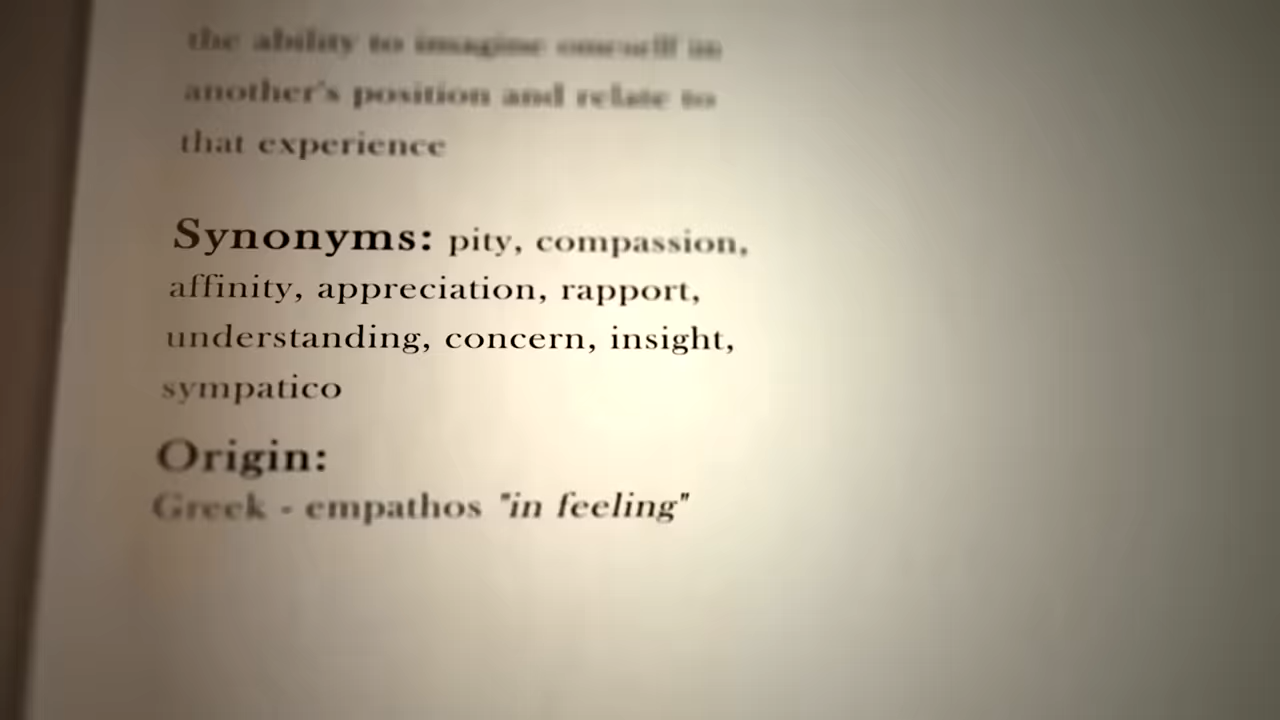 the ability to imagine oneself in
another's position and relate to
that experience
Synonyms: pity, compassion,
affinity, appreciation, rapport,
understanding, concern, insight,
sympatico
Origin:
Greek - empathos "in feeling"